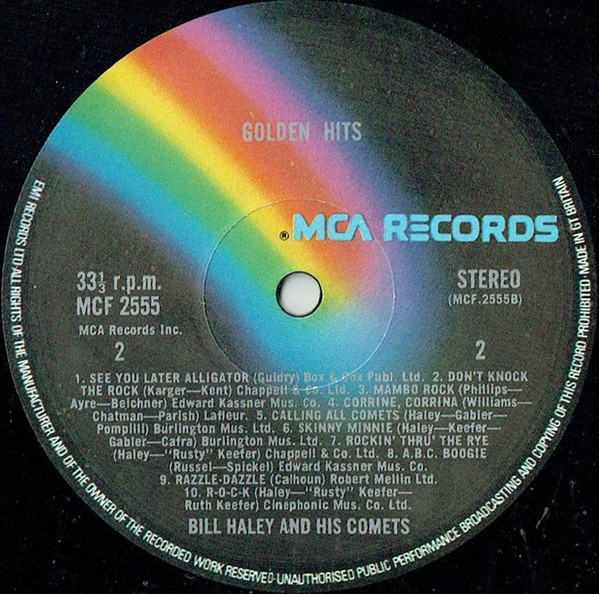 GOLDEN HITS
® MCA RECORDS
33⅓ r.p.m.
MCF 2555
MCA Records Inc.
2
STEREO
(MCF.2555B)
2
1. SEE YOU LATER ALLIGATOR (Guidry) Box & Cox Publ. Ltd. 2. DON'T KNOCK
THE ROCK (Karger—Kent) Chappell & Co. Ltd. 3. MAMBO ROCK (Phillips—
Ayre—Beichner) Edward Kassner Mus. Co. 4. CORRINE, CORRINA (Williams—
Chatman—Parish) Lafleur. 5. CALLING ALL COMETS (Haley—Gabler—
Pompilli) Burlington Mus. Ltd. 6. SKINNY MINNIE (Haley—Keefer—
Gabler—Cafra) Burlington Mus. Ltd. 7. ROCKIN' THRU' THE RYE
(Haley—"Rusty" Keefer) Chappell & Co. Ltd. 8. A.B.C. BOOGIE
(Russel—Spickel) Edward Kassner Mus. Co.
9. RAZZLE-DAZZLE (Calhoun) Robert Mellin Ltd.
10. R-O-C-K (Haley—"Rusty" Keefer—
Ruth Keefer) Cinephonic Mus. Co. Ltd.
BILL HALEY AND HIS COMETS
EMI RECORDS LTD ALL RIGHTS OF THE MANUFACTURER AND OF THE OWNER OF THE RECORDED WORK RESERVED·UNAUTHORISED PUBLIC PERFORMANCE BROADCASTING AND COPYING OF THIS RECORD PROHIBITED MADE IN GT BRITAIN